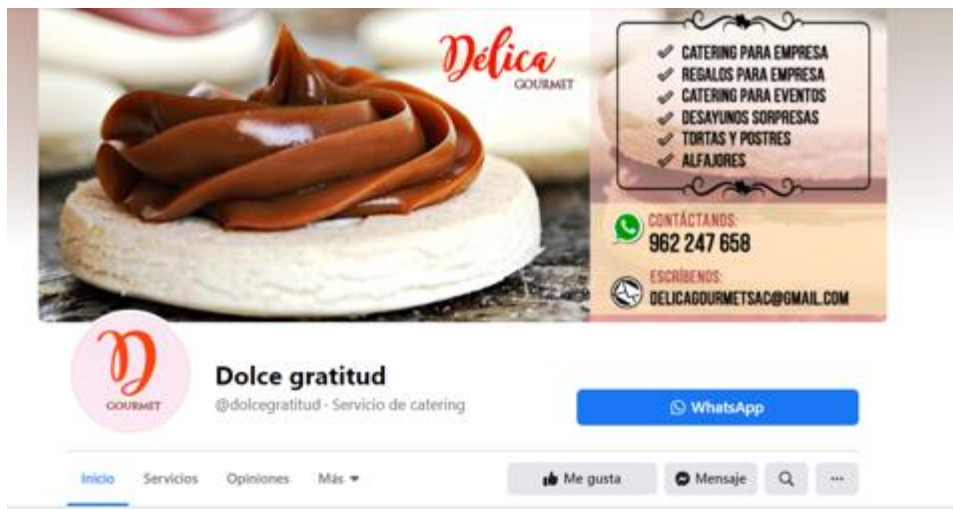 Délica
GOURMET
CATERING PARA EMPRESA
REGALOS PARA EMPRESA
CATERING PARA EVENTOS
DESAYUNOS SORPRESAS
TORTAS Y POSTRES
ALFAJORES
CONTÁCTANOS:
962 247 658
ESCRÍBENOS:
DELICAGOURMETSAC@GMAIL.COM
D
GOURMET
Dolce gratitud
@dolcegratitud · Servicio de catering
WhatsApp
Inicio Servicios Opiniones Más
Me gusta Mensaje